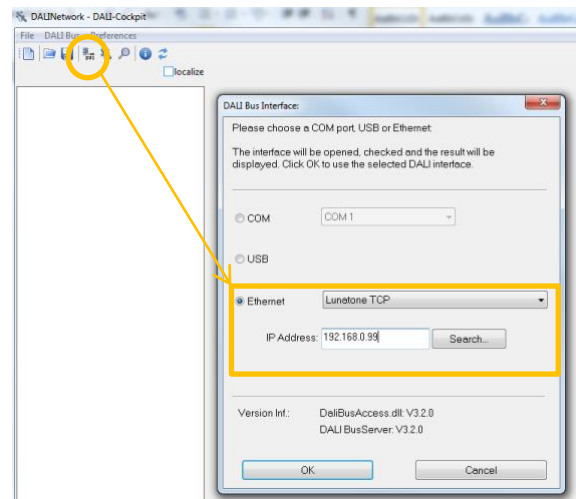 DALINetwork - DALI-Cockpit
File DALI Bus Preferences
localize
DALI Bus Interface:
Please choose a COM port, USB or Ethernet
The interface will be opened, checked and the result will be
displayed. Click OK to use the selected DALI interface.
COM COM 1
USB
Ethernet Lunatone TCP
IP Address: 192.168.0.99 Search...
Version Inf.: DaliBusAccess.dll: V3.2.0
DALI BusServer: V3.2.0
OK Cancel